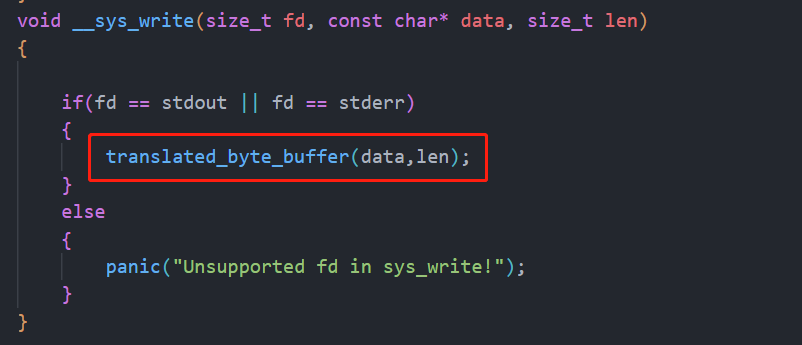 void __sys_write(size_t fd, const char* data, size_t len)
{
if(fd == stdout || fd == stderr)
{
translated_byte_buffer(data,len);
}
else
{
panic("Unsupported fd in sys_write!");
}
}